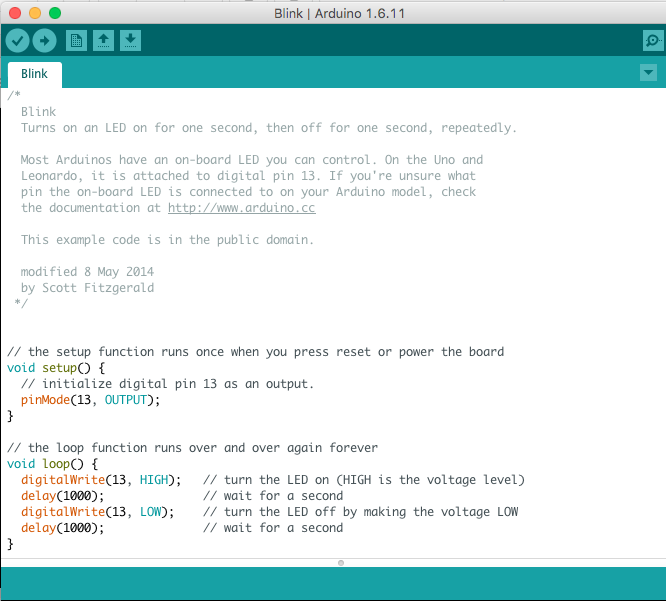 Blink | Arduino 1.6.11
Blink
/*
  Blink
  Turns on an LED on for one second, then off for one second, repeatedly.

  Most Arduinos have an on-board LED you can control. On the Uno and
  Leonardo, it is attached to digital pin 13. If you're unsure what
  pin the on-board LED is connected to on your Arduino model, check
  the documentation at http://www.arduino.cc

  This example code is in the public domain.

  modified 8 May 2014
  by Scott Fitzgerald
 */

// the setup function runs once when you press reset or power the board
void setup() {
  // initialize digital pin 13 as an output.
  pinMode(13, OUTPUT);
}

// the loop function runs over and over again forever
void loop() {
  digitalWrite(13, HIGH);   // turn the LED on (HIGH is the voltage level)
  delay(1000);              // wait for a second
  digitalWrite(13, LOW);    // turn the LED off by making the voltage LOW
  delay(1000);              // wait for a second
}